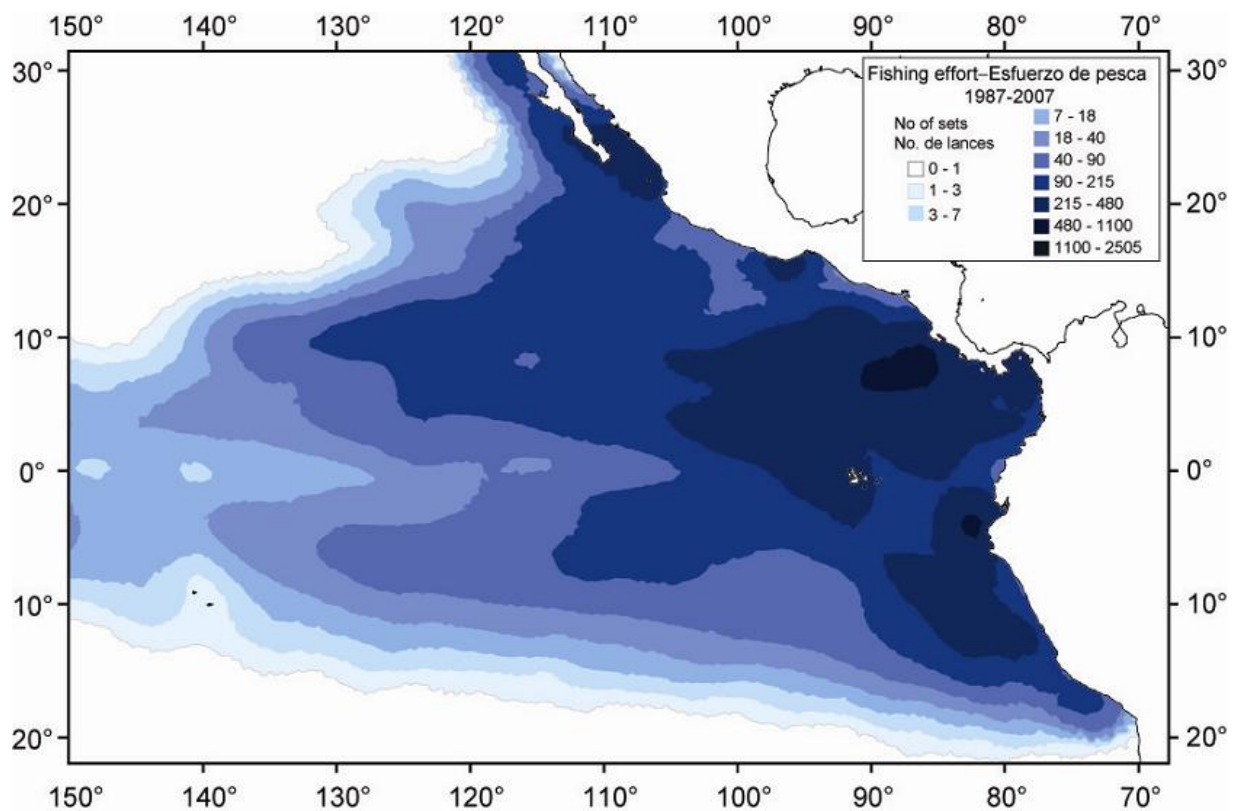 150° 140° 130° 120° 110° 100° 90° 80° 70°
30° 30°
20° 20°
10° 10°
0° 0°
10° 10°
20° 20°
150° 140° 130° 120° 110° 100° 90° 80° 70°
Fishing effort–Esfuerzo de pesca
1987-2007
No of sets
No. de lances
0 - 1
1 - 3
3 - 7
7 - 18
18 - 40
40 - 90
90 - 215
215 - 480
480 - 1100
1100 - 2505